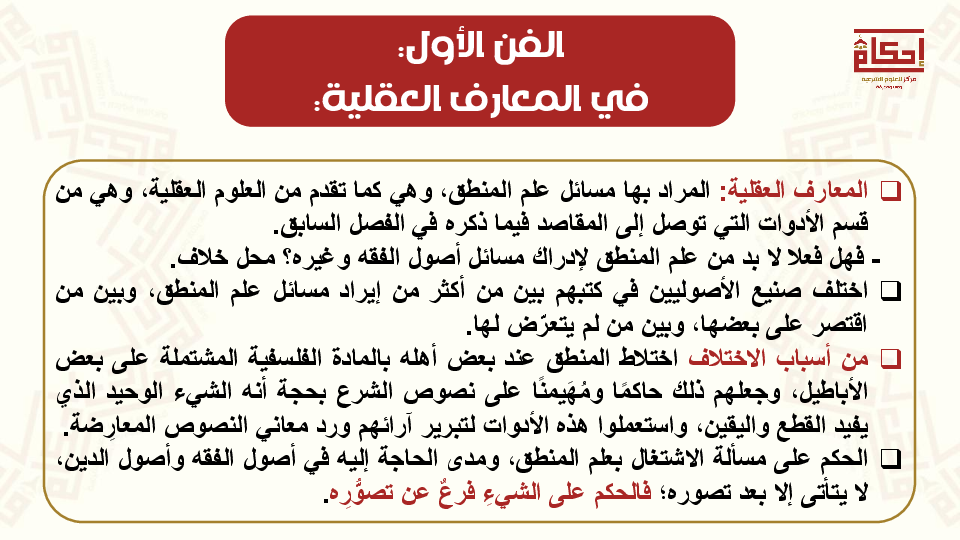 الفن الأول:
في المعارف العقلية:
إحكام
مركز للعلوم الشرعية
❑ المعارف العقلية: المراد بها مسائل علم المنطق، وهي كما تقدم من العلوم العقلية، وهي من
قسم الأدوات التي توصل إلى المقاصد فيما ذكره في الفصل السابق.
- فهل فعلا لا بد من علم المنطق لإدراك مسائل أصول الفقه وغيره؟ محل خلاف.
❑ اختلف صنيع الأصوليين في كتبهم بين من أكثر من إيراد مسائل علم المنطق، وبين من
اقتصر على بعضها، وبين من لم يتعرّض لها.
❑ من أسباب الاختلاف اختلاط المنطق عند بعض أهله بالمادة الفلسفية المشتملة على بعض
الأباطيل، وجعلهم ذلك حاكمًا ومُهَيمنًا على نصوص الشرع بحجة أنه الشيء الوحيد الذي
يفيد القطع واليقين، واستعملوا هذه الأدوات لتبرير آرائهم ورد معاني النصوص المعارِضة.
❑ الحكم على مسألة الاشتغال بعلم المنطق، ومدى الحاجة إليه في أصول الفقه وأصول الدين،
لا يتأتى إلا بعد تصوره؛ فالحكم على الشيءِ فرعٌ عن تصوُّرِه.